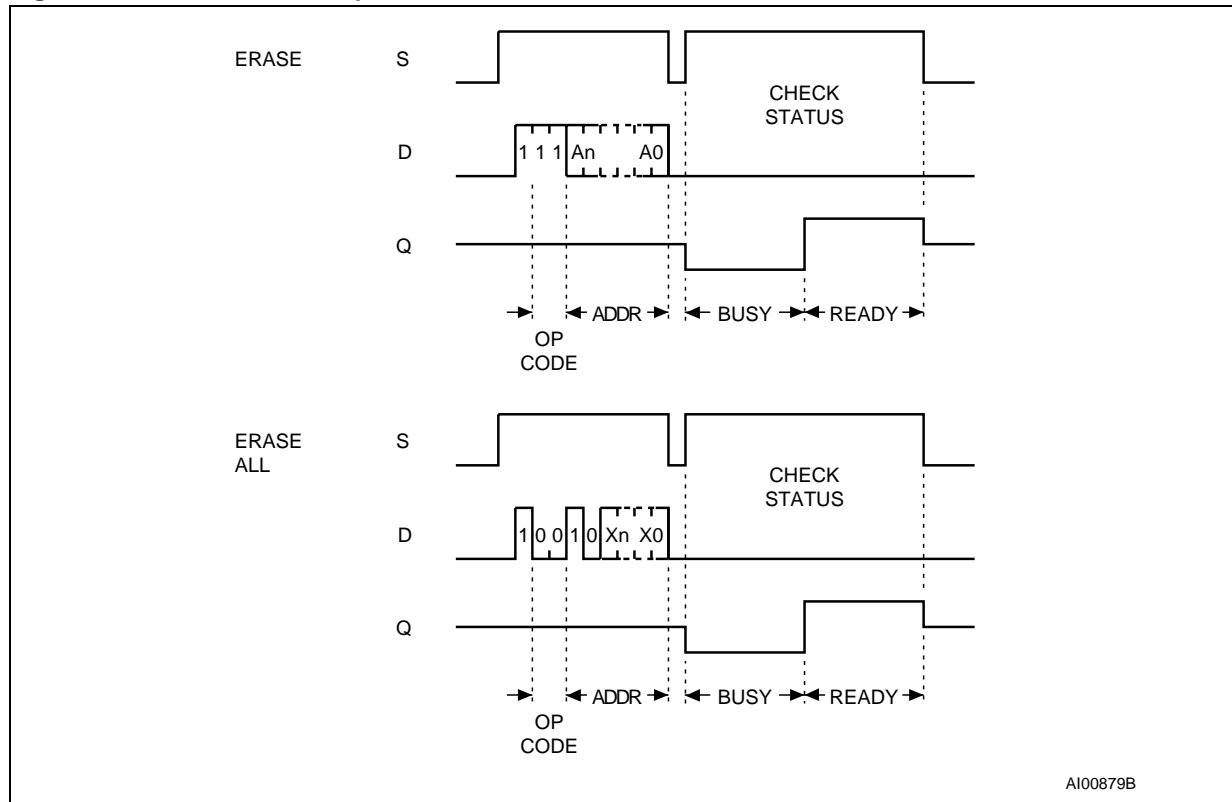 ERASE S
CHECK
STATUS
D 1 1 1 An A0
Q
ADDR BUSY READY
OP
CODE
ERASE
ALL S
CHECK
STATUS
D 1 0 0 1 0 Xn X0
Q
ADDR BUSY READY
OP
CODE
AI00879B